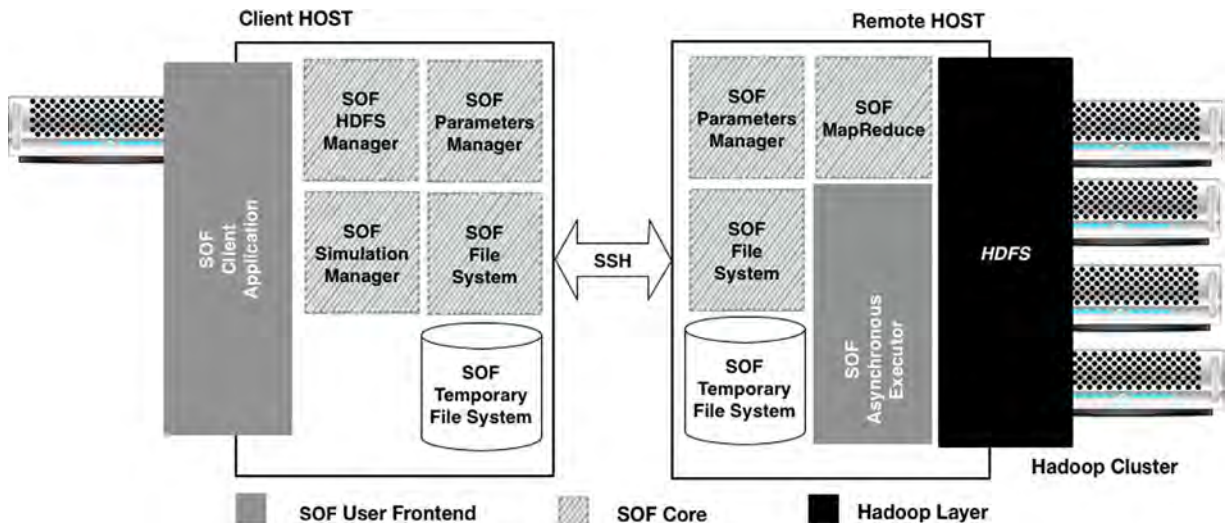 Client HOST
Remote HOST
SOF
Client
Application
SOF
HDFS
Manager
SOF
Parameters
Manager
SOF
Simulation
Manager
SOF
File
System
SOF
Temporary
File System
SSH
SOF
Parameters
Manager
SOF
MapReduce
SOF
File
System
SOF
Temporary
File System
SOF
Asynchronous
Executor
HDFS
Hadoop Cluster
SOF User Frontend
SOF Core
Hadoop Layer